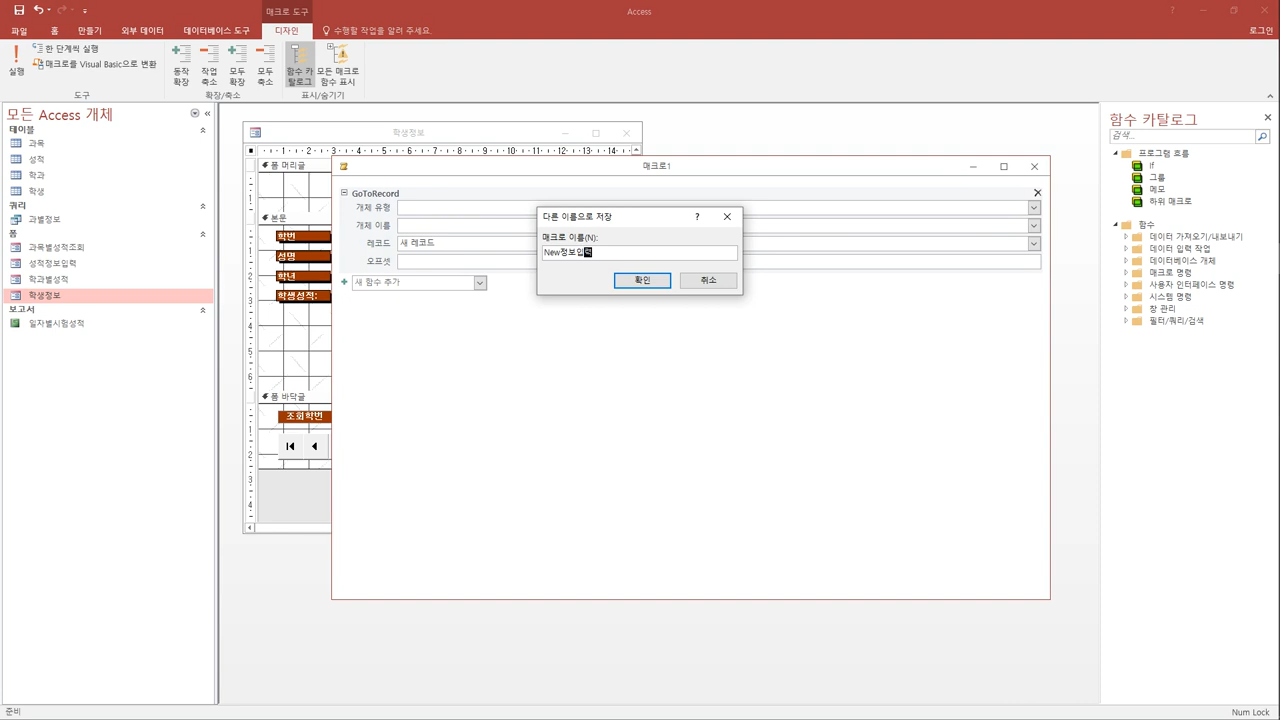 매크로 도구
Access
로그인
파일
홈
만들기
외부 데이터
데이터베이스 도구
디자인
수행할 작업을 알려 주세요.
실행
한 단계씩 실행
매크로를 Visual Basic으로 변환
도구
동작 확장
작업 축소
모두 확장
모두 축소
확장/축소
함수 카탈로그
모든 매크로 함수 표시
표시/숨기기
모든 Access 개체
테이블
과목
성적
학과
학생
쿼리
과별정보
폼
과목별성적조회
성적정보입력
학과별성적
학생정보
보고서
일자별시험성적
학생정보
폼 머리글
본문
학번
성명
학년
학생성적:
폼 바닥글
조회학번
매크로1
GoToRecord
개체 유형
개체 이름
레코드
새 레코드
오프셋
새 함수 추가
다른 이름으로 저장
매크로 이름(N):
New정보입력
확인
취소
함수 카탈로그
검색...
프로그램 흐름
If
그룹
메모
하위 매크로
함수
데이터 가져오기/내보내기
데이터 입력 작업
데이터베이스 개체
매크로 명령
사용자 인터페이스 명령
시스템 명령
창 관리
필터/쿼리/검색
준비
Num Lock